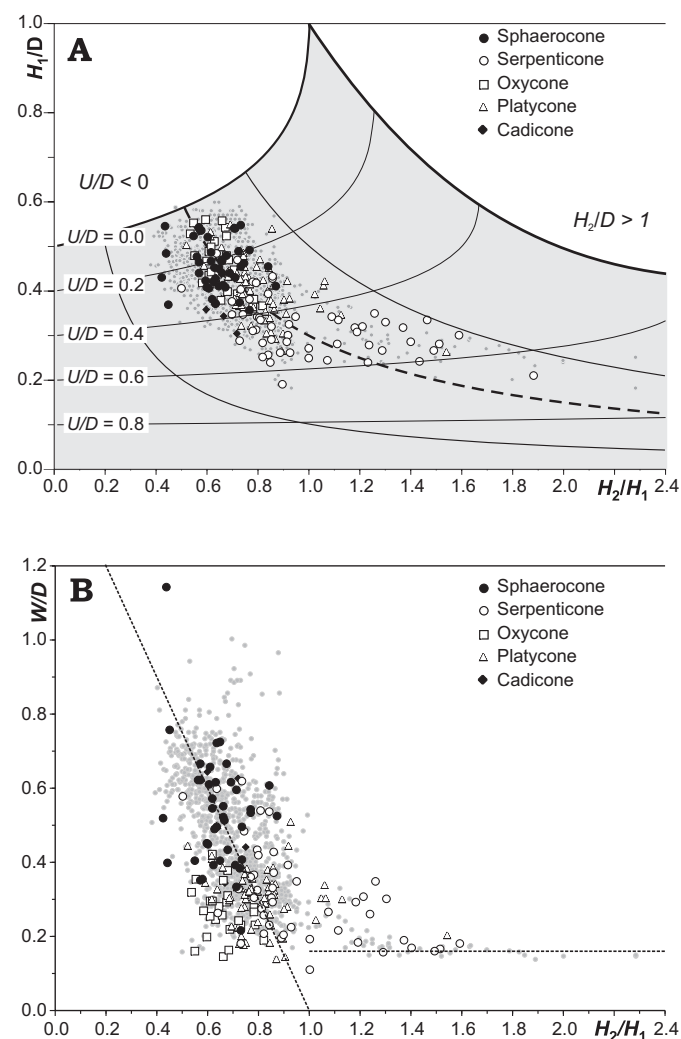 A
H1/D
1.0
0.8
0.6
0.4
0.2
0.0
Sphaerocone
Serpenticone
Oxycone
Platycone
Cadicone
U/D < 0
H2/D > 1
U/D = 0.0
U/D = 0.2
U/D = 0.4
U/D = 0.6
U/D = 0.8
0.0 0.2 0.4 0.6 0.8 1.0 1.2 1.4 1.6 1.8 2.0 H2/H1 2.4
B
W/D
1.2
1.0
0.8
0.6
0.4
0.2
0.0
Sphaerocone
Serpenticone
Oxycone
Platycone
Cadicone
0.0 0.2 0.4 0.6 0.8 1.0 1.2 1.4 1.6 1.8 2.0 H2/H1 2.4